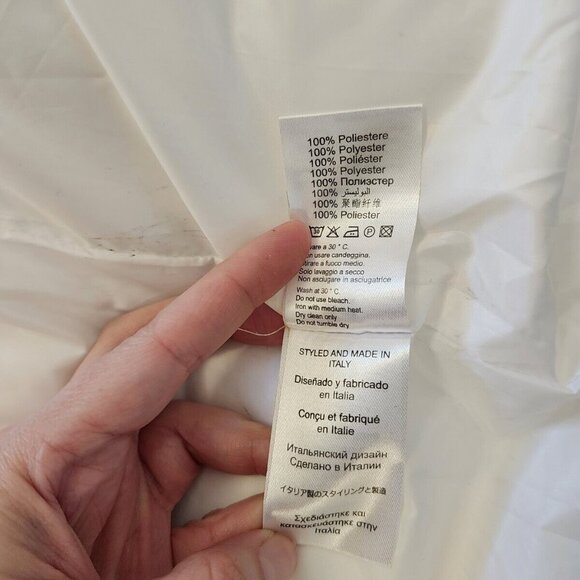 100% Poliestere
100% Polyester
100% Poliéster
100% Polyester
100% Полиэстер
100% البوليستر
100% 聚酯纤维
100% Poliester
a 30 ° C.
usare candeggina.
Stirare a fuoco medio.
Solo lavaggio a secco
Non asciugare in asciugatrice
Wash at 30 °C.
Do not use bleach.
Iron with medium heat.
Dry clean only
Do not tumble dry.
STYLED AND MADE IN
ITALY
Diseñado y fabricado
en Italia
Conçu et fabriqué
en Italie
Итальянский дизайн
Сделано в Италии
イタリア製のスタイリングと製造
Σχεδιάστηκε και
κατασκευάστηκε στην
Ιταλία